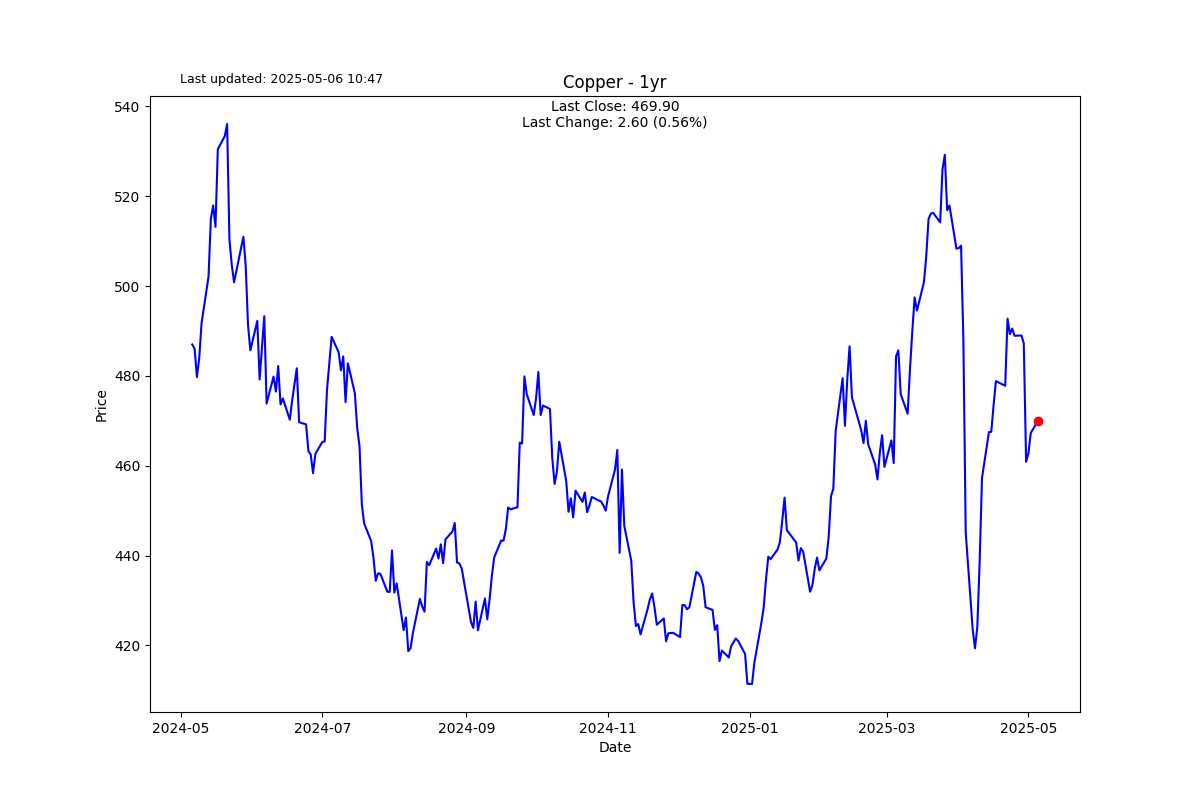 Last updated: 2025-05-06 10:47
Copper - 1yr
Last Close: 469.90
Last Change: 2.60 (0.56%)
540
520
500
480
460
440
420
Price
2024-05
2024-07
2024-09
2024-11
2025-01
2025-03
2025-05
Date